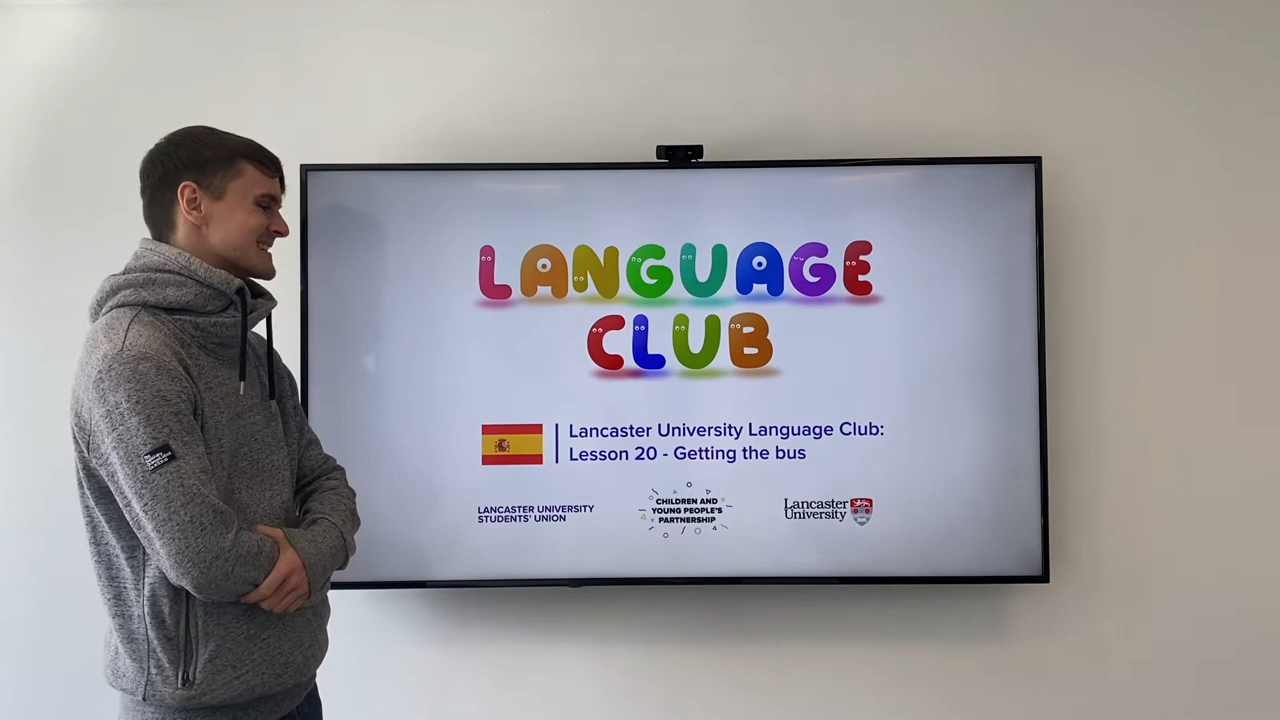 LANGUAGE
CLUB
Lancaster University Language Club:
Lesson 20 - Getting the bus
LANCASTER UNIVERSITY
STUDENTS' UNION
CHILDREN AND
YOUNG PEOPLE'S
PARTNERSHIP
Lancaster
University